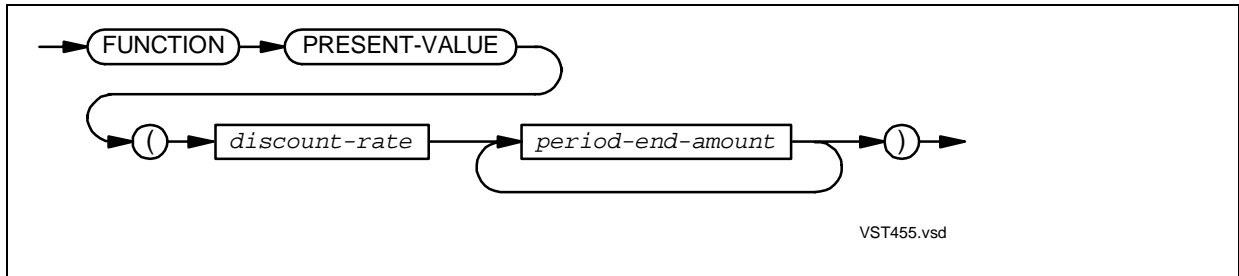 FUNCTION PRESENT-VALUE
( discount-rate period-end-amount )
VST455.vsd